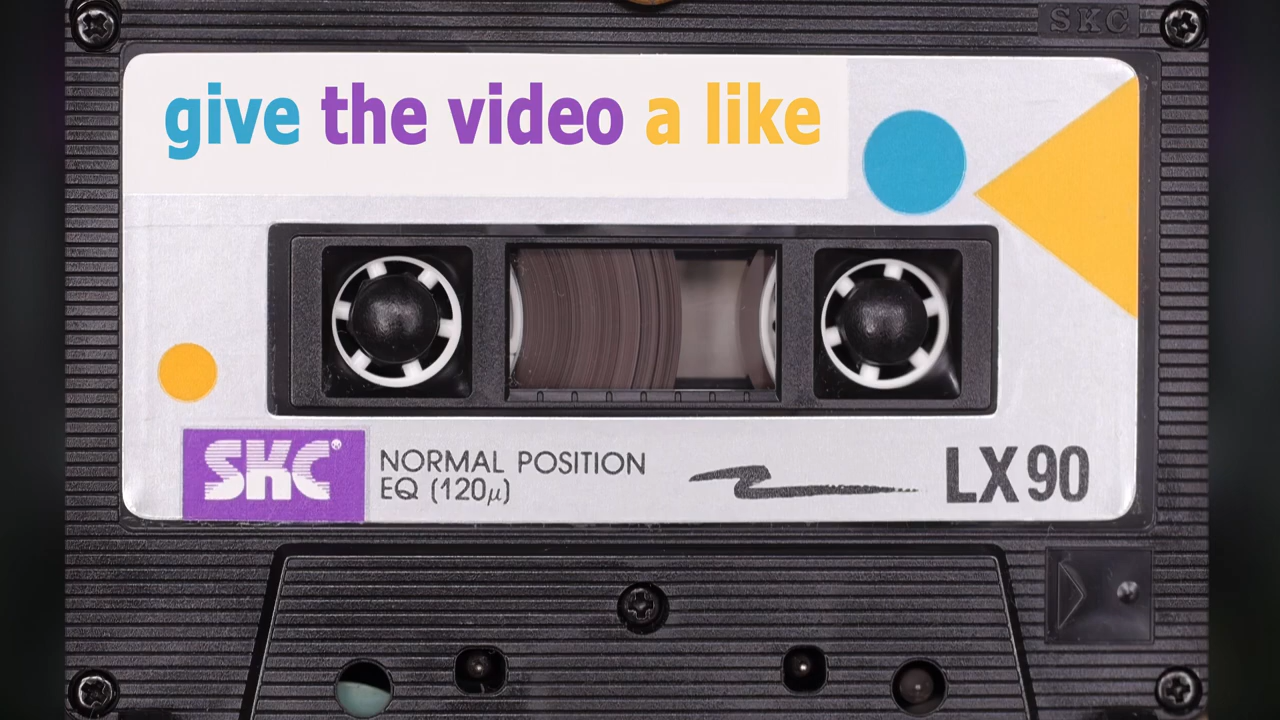 SKC
give the video a like
SKC®
NORMAL POSITION
EQ (120μ)
LX90